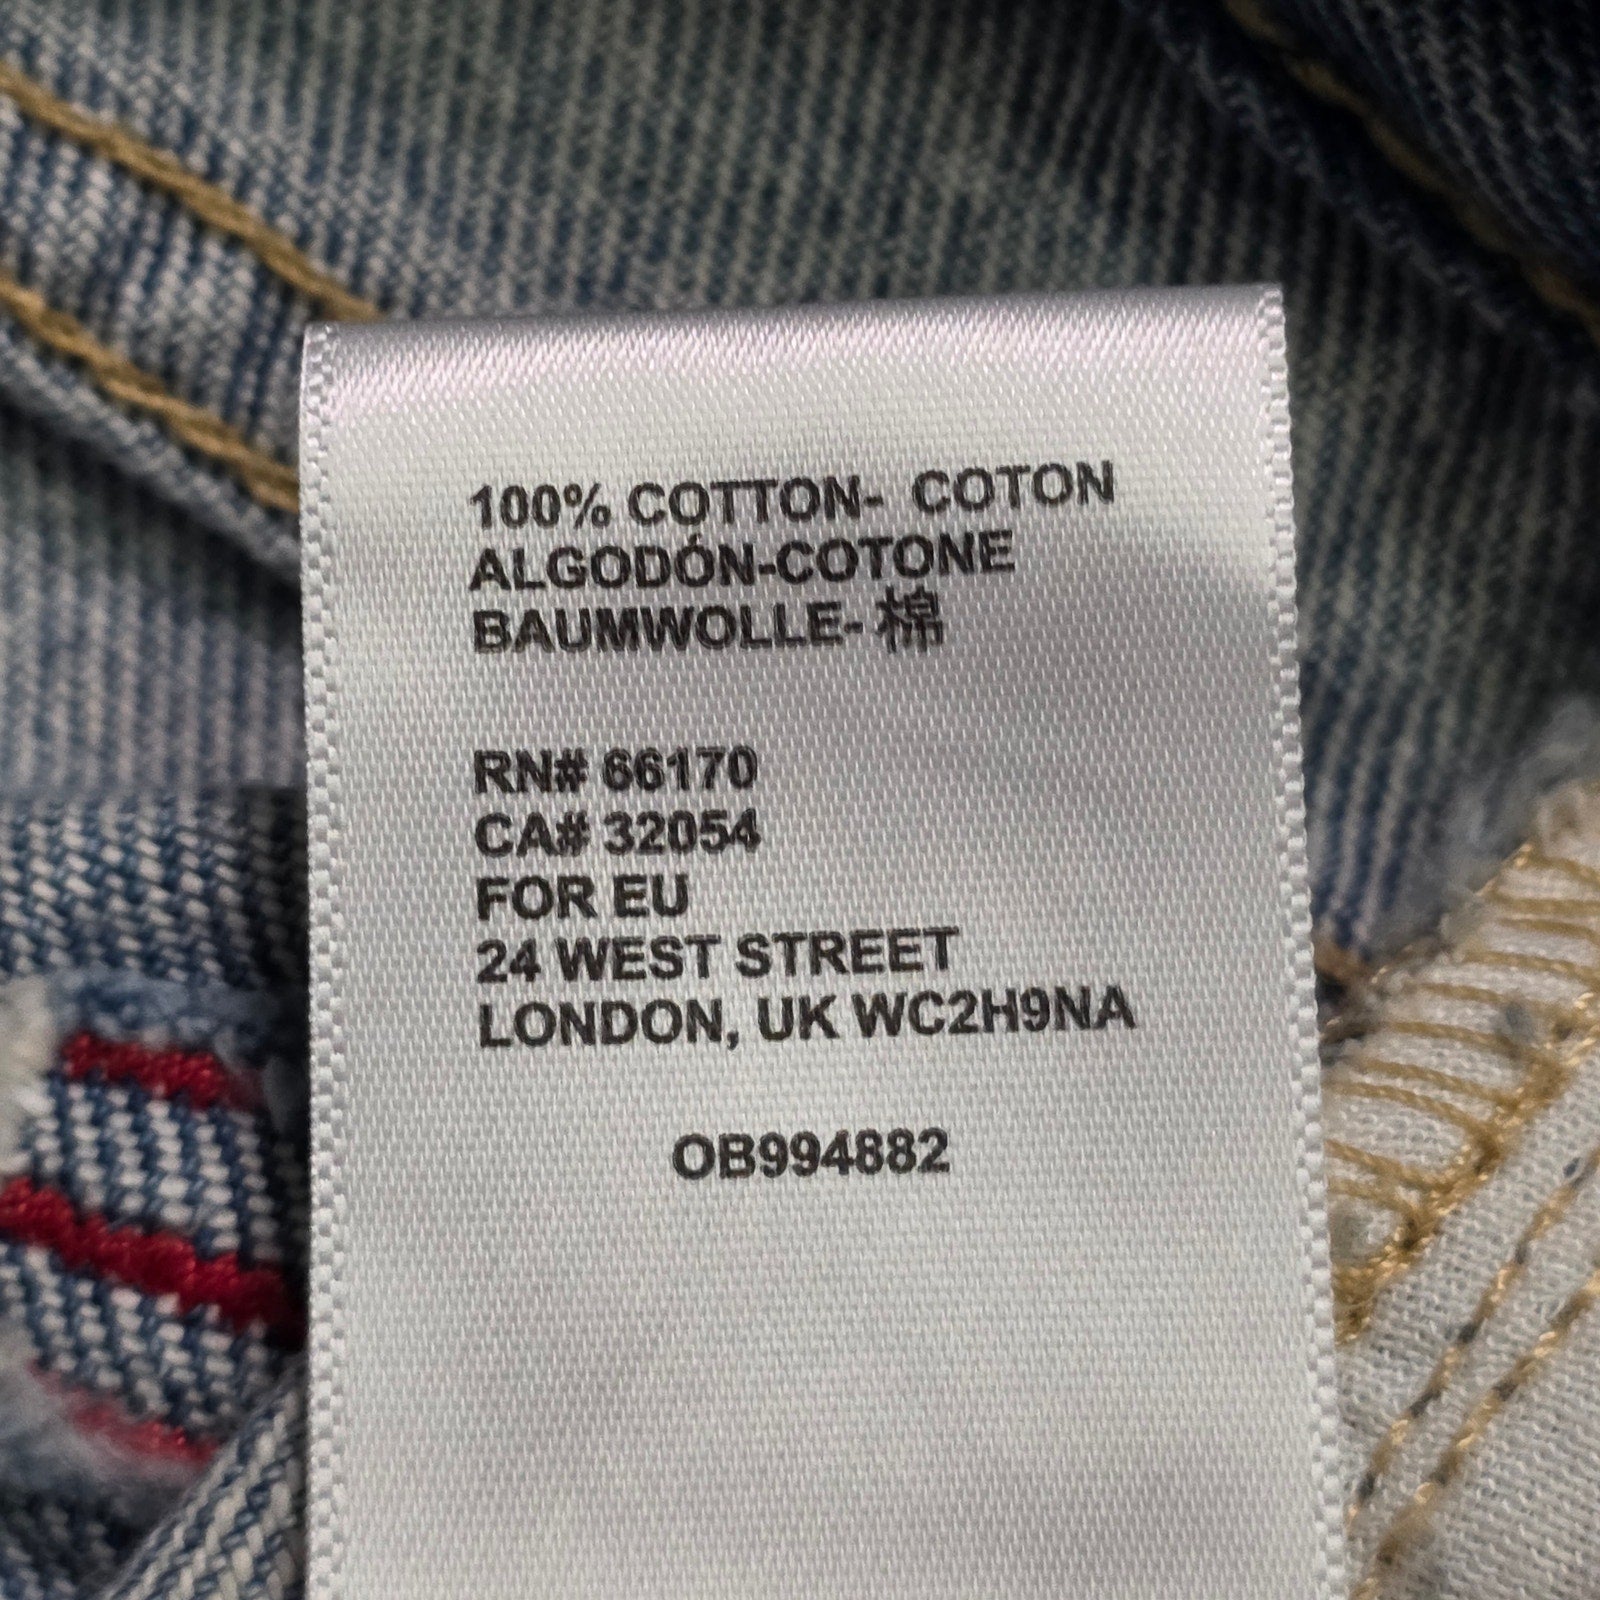 100% COTTON- COTON
ALGODÓN-COTONE
BAUMWOLLE- 棉
RN# 66170
CA# 32054
FOR EU
24 WEST STREET
LONDON, UK WC2H9NA
OB994882